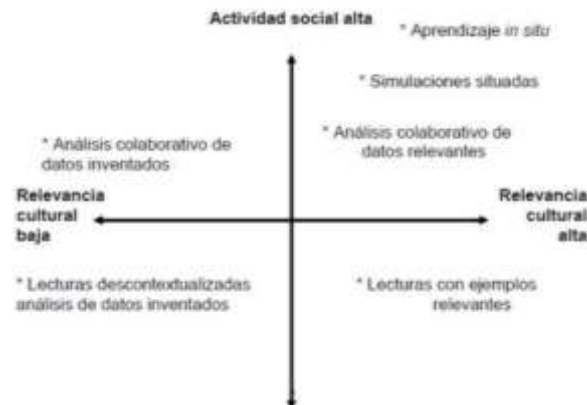 Actividad social alta
* Aprendizaje in situ
* Simulaciones situadas
* Análisis colaborativo de
datos inventados
* Análisis colaborativo de
datos relevantes
Relevancia
cultural
baja
Relevancia
cultural
alta
* Lecturas descontextualizadas
análisis de datos inventados
* Lecturas con ejemplos
relevantes